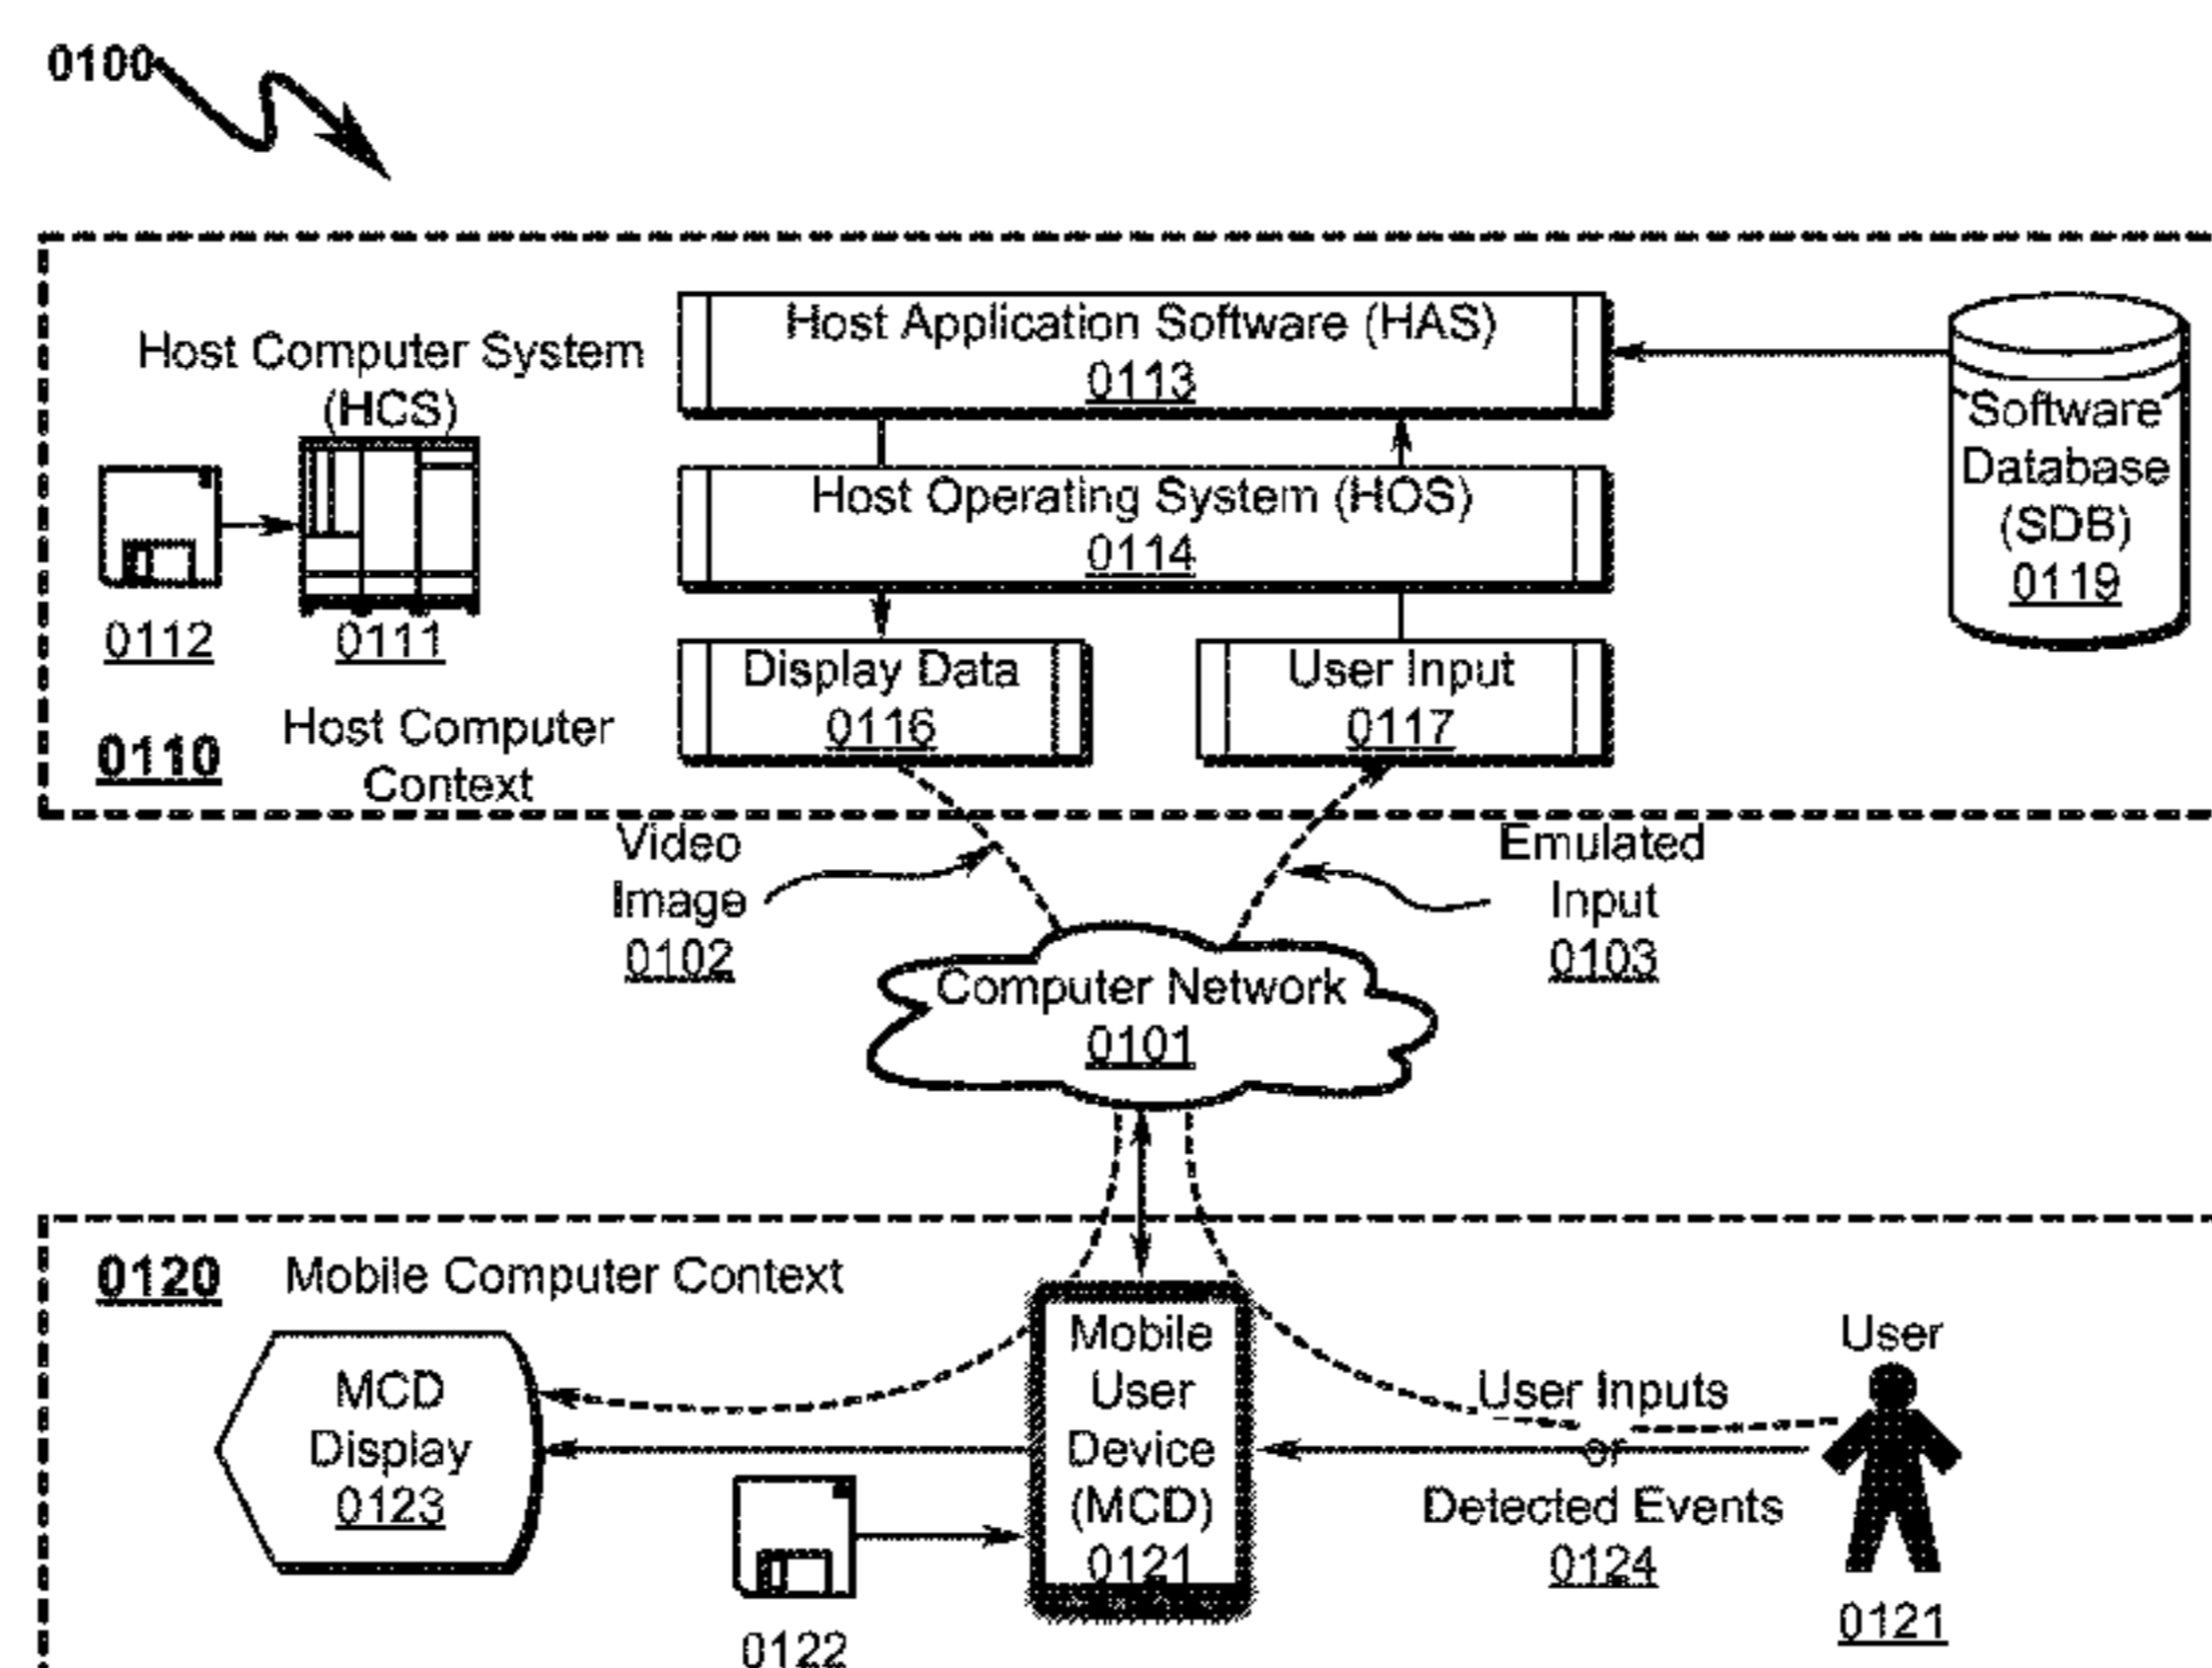 0100
Host Computer System
(HCS)
0112
0111
0110
Host Computer
Context
Host Application Software (HAS)
0113
Host Operating System (HOS)
0114
Display Data
0116
User Input
0117
Software
Database
(SDB)
0119
Video
Image
0102
Emulated
Input
0103
Computer Network
0101
0120
Mobile Computer Context
MCD
Display
0123
0122
Mobile
User
Device
(MCD)
0121
User Inputs
or
Detected Events
0124
User
0121